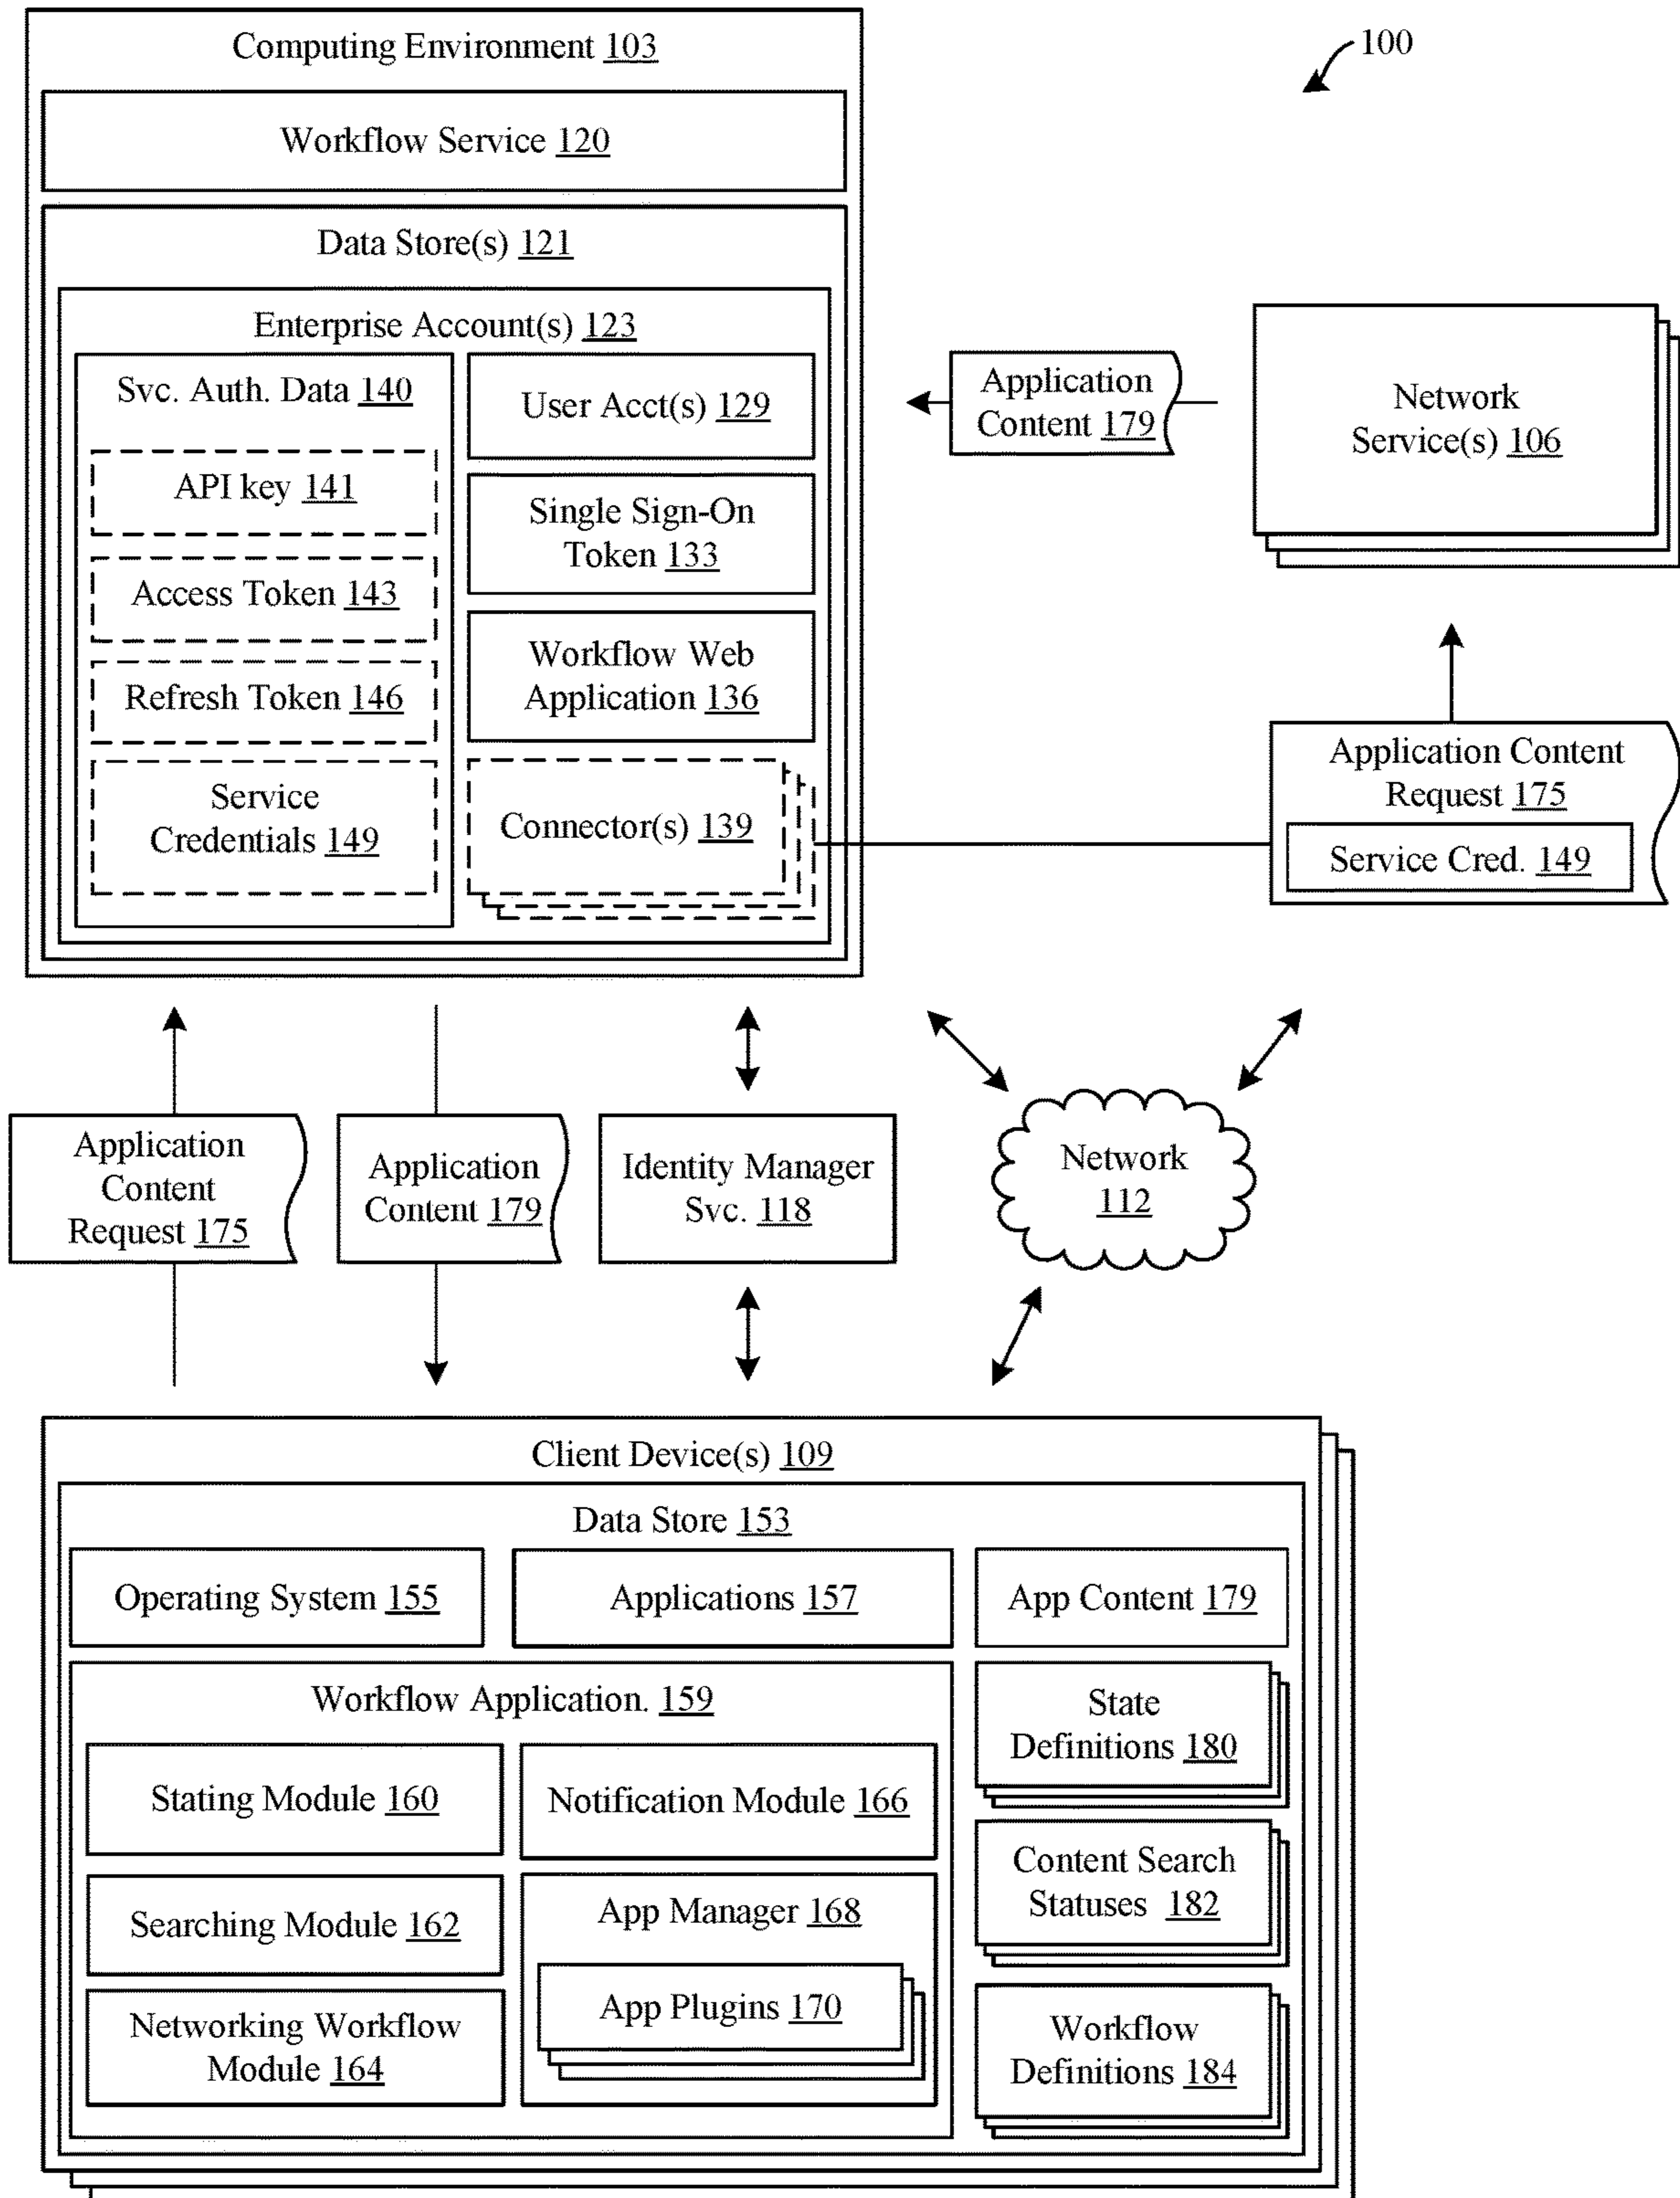 Computing Environment 103
100
Workflow Service 120
Data Store(s) 121
Enterprise Account(s) 123
Svc. Auth. Data 140
API key 141
Access Token 143
Refresh Token 146
Service
Credentials 149
User Acct(s) 129
Single Sign-On
Token 133
Workflow Web
Application 136
Connector(s) 139
Application
Content 179
Network
Service(s) 106
Application Content
Request 175
Service Cred. 149
Application
Content
Request 175
Application
Content 179
Identity Manager
Svc. 118
Network
112
Client Device(s) 109
Data Store 153
Operating System 155
Applications 157
App Content 179
Workflow Application. 159
Stating Module 160
Searching Module 162
Networking Workflow
Module 164
Notification Module 166
App Manager 168
App Plugins 170
State
Definitions 180
Content Search
Statuses 182
Workflow
Definitions 184